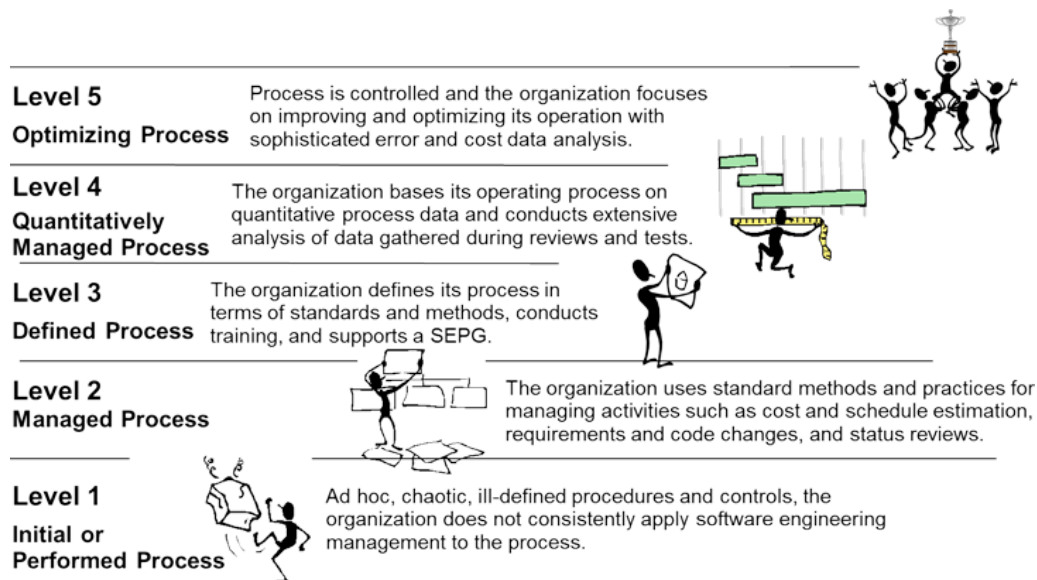 Level 5
Optimizing Process
Process is controlled and the organization focuses
on improving and optimizing its operation with
sophisticated error and cost data analysis.
Level 4
Quantitatively
Managed Process
The organization bases its operating process on
quantitative process data and conducts extensive
analysis of data gathered during reviews and tests.
Level 3
Defined Process
The organization defines its process in
terms of standards and methods, conducts
training, and supports a SEPG.
Level 2
Managed Process
The organization uses standard methods and practices for
managing activities such as cost and schedule estimation,
requirements and code changes, and status reviews.
Level 1
Initial or
Performed Process
Ad hoc, chaotic, ill-defined procedures and controls, the
organization does not consistently apply software engineering
management to the process.